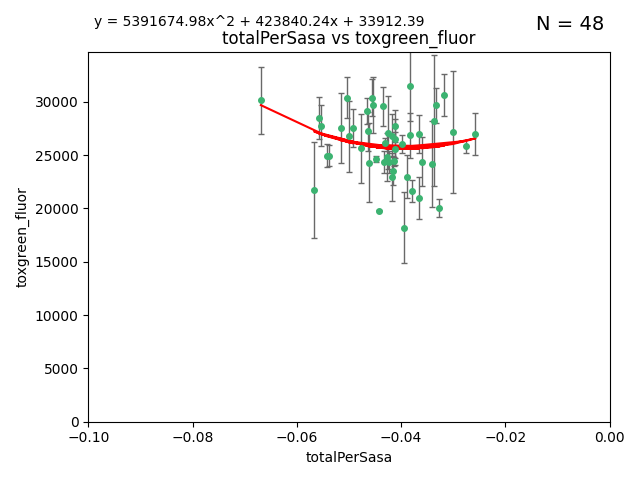 y = 5391674.98x^2 + 423840.24x + 33912.39
N = 48
totalPerSasa vs toxgreen_fluor
toxgreen_fluor
30000
25000
20000
15000
10000
5000
0
−0.10
−0.08
−0.06
−0.04
−0.02
0.00
totalPerSasa